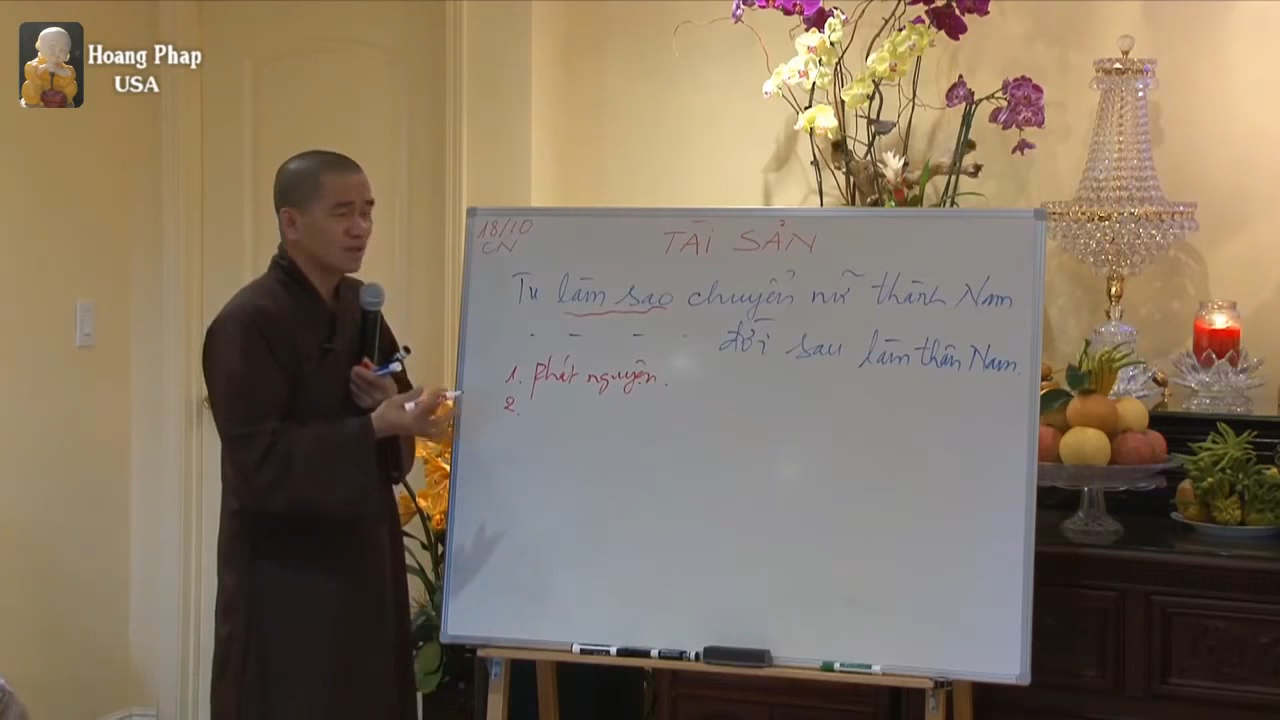 Hoang Phap
USA
18/10
CN
TÀI SẢN
Tu làm sao chuyển nữ thành Nam
. - - . đời sau làm thân Nam.
1. phát nguyện.
2.